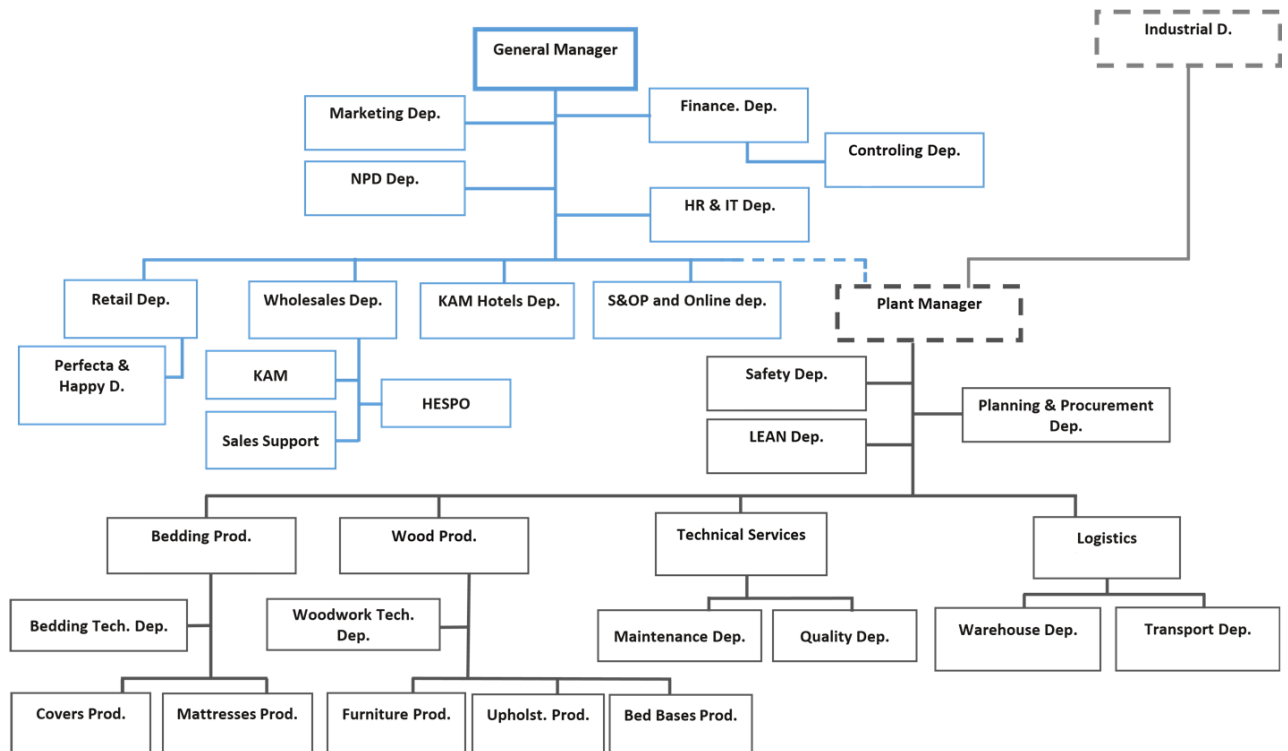 General Manager
Industrial D.
Marketing Dep.
Finance. Dep.
Controling Dep.
NPD Dep.
HR & IT Dep.
Retail Dep.
Wholesales Dep.
KAM Hotels Dep.
S&OP and Online dep.
Plant Manager
Perfecta &
Happy D.
KAM
HESPO
Sales Support
Safety Dep.
Planning & Procurement
Dep.
LEAN Dep.
Bedding Prod.
Wood Prod.
Technical Services
Logistics
Bedding Tech. Dep.
Woodwork Tech.
Dep.
Maintenance Dep.
Quality Dep.
Warehouse Dep.
Transport Dep.
Covers Prod.
Mattresses Prod.
Furniture Prod.
Upholst. Prod.
Bed Bases Prod.